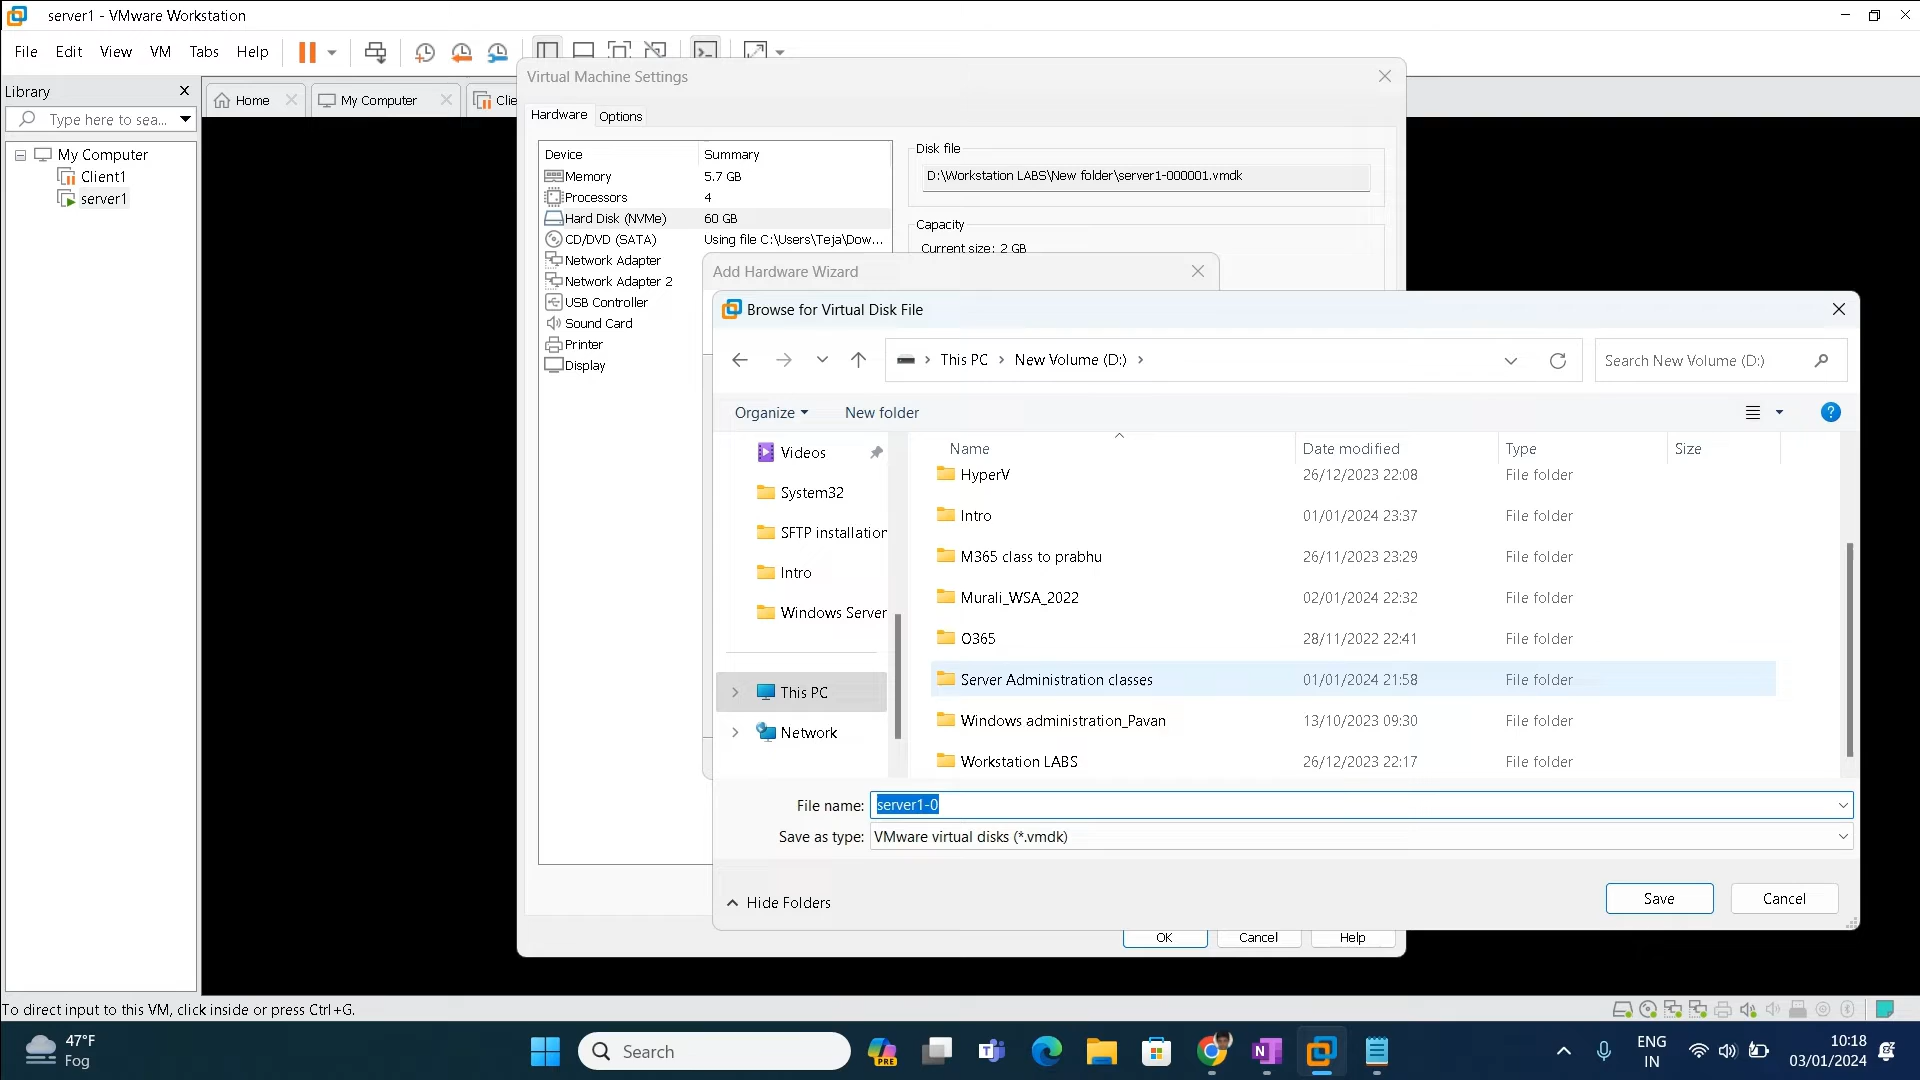 server1 - VMware Workstation
File Edit View VM Tabs Help
Library
Type here to sea...
My Computer
Client1
server1
Home
My Computer
Clie
Virtual Machine Settings
Hardware
Options
Device Summary
Memory 5.7 GB
Processors 4
Hard Disk (NVMe) 60 GB
CD/DVD (SATA) Using file C:\Users\Teja\Dow...
Network Adapter
Network Adapter 2
USB Controller
Sound Card
Printer
Display
Disk file
D:\Workstation LABS\New folder\server1-000001.vmdk
Capacity
Current size: 2 GB
Add Hardware Wizard
Browse for Virtual Disk File
This PC New Volume (D:)
Search New Volume (D:)
Organize New folder
Videos
System32
SFTP installation
Intro
Windows Server
This PC
Network
Name Date modified Type Size
HyperV 26/12/2023 22:08 File folder
Intro 01/01/2024 23:37 File folder
M365 class to prabhu 26/11/2023 23:29 File folder
Murali_WSA_2022 02/01/2024 22:32 File folder
O365 28/11/2022 22:41 File folder
Server Administration classes 01/01/2024 21:58 File folder
Windows administration_Pavan 13/10/2023 09:30 File folder
Workstation LABS 26/12/2023 22:17 File folder
File name: server1-0
Save as type: VMware virtual disks (*.vmdk)
Hide Folders
Save Cancel
OK Cancel Help
To direct input to this VM, click inside or press Ctrl+G.
47°F
Fog
Search
PRE
ENG
IN
10:18
03/01/2024